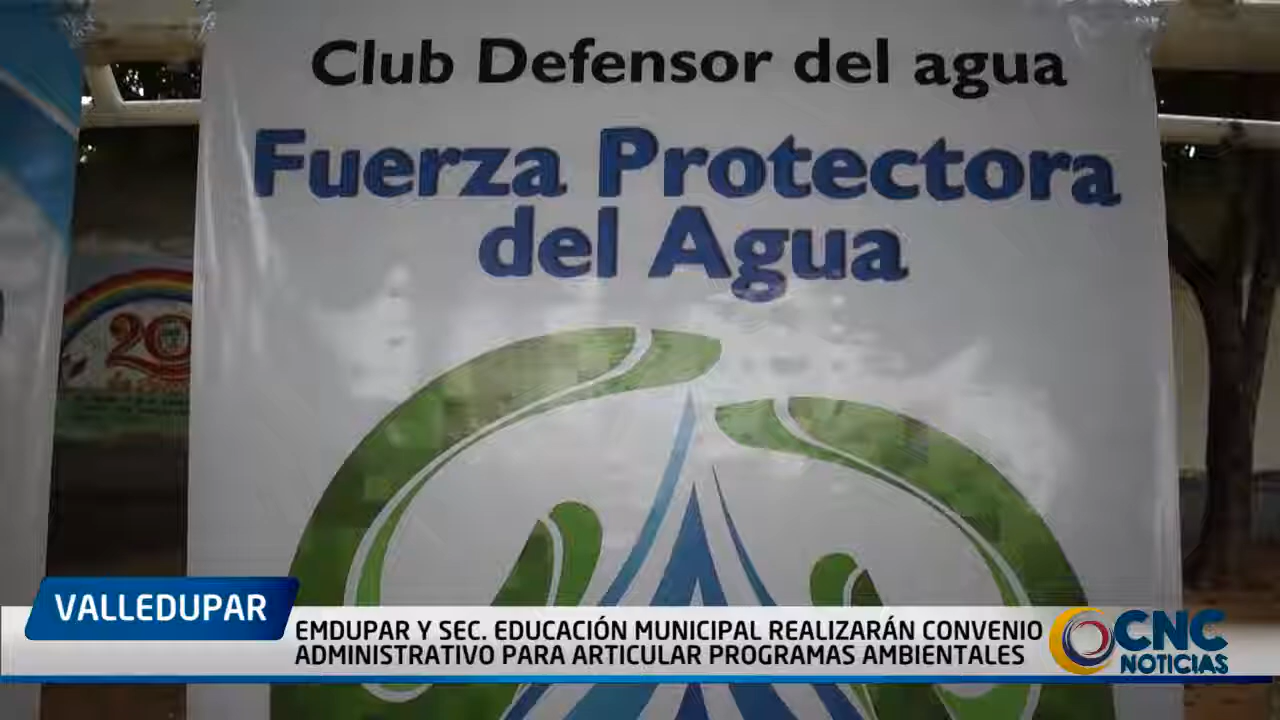 Club Defensor del agua
Fuerza Protectora
del Agua
20
VALLEDUPAR
EMDUPAR Y SEC. EDUCACIÓN MUNICIPAL REALIZARÁN CONVENIO
ADMINISTRATIVO PARA ARTICULAR PROGRAMAS AMBIENTALES
CNC
NOTICIAS